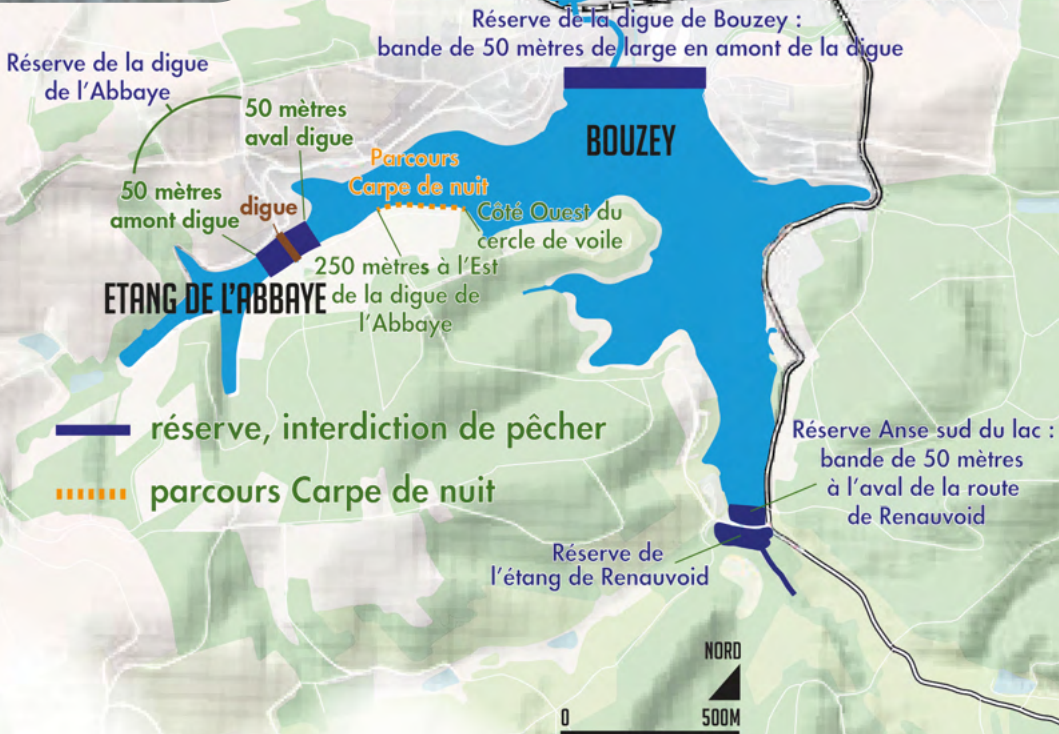 Réserve de la digue de Bouzey :
bande de 50 mètres de large en amont de la digue
Réserve de la digue
de l'Abbaye
50 mètres
aval digue
BOUZEY
Parcours
Carpe de nuit
50 mètres
amont digue
digue
Côté Ouest du
cercle de voile
250 mètres à l'Est
de la digue de
l'Abbaye
ETANG DE L'ABBAYE
réserve, interdiction de pêcher
parcours Carpe de nuit
Réserve Anse sud du lac :
bande de 50 mètres
à l'aval de la route
de Renauvoid
Réserve de
l'étang de Renauvoid
NORD
0 500M